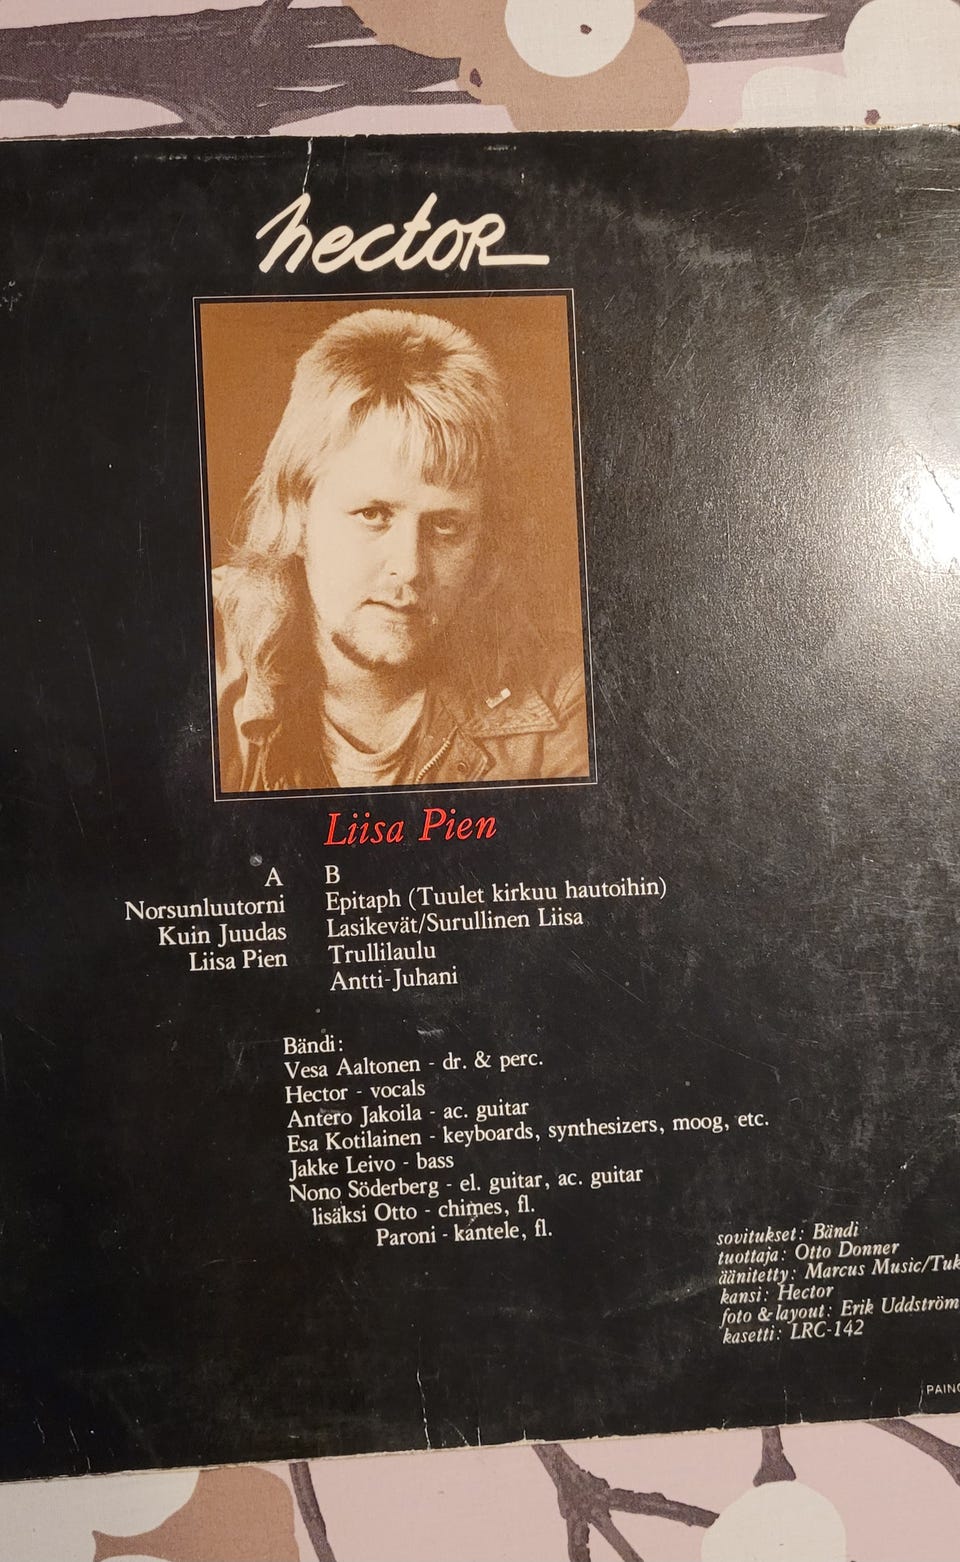 hectoR
Liisa Pien
A
Norsunluutorni
Kuin Juudas
Liisa Pien
B
Epitaph (Tuulet kirkuu hautoihin)
Lasikevät/Surullinen Liisa
Trullilaulu
Antti-Juhani
Bändi:
Vesa Aaltonen - dr. & perc.
Hector - vocals
Antero Jakoila - ac. guitar
Esa Kotilainen - keyboards, synthesizers, moog, etc.
Jakke Leivo - bass
Nono Söderberg - el. guitar, ac. guitar
lisäksi Otto - chimes, fl.
Paroni - kantele, fl.
sovitukset: Bändi
tuottaja: Otto Donner
äänitetty: Marcus Music/Tuk
kansi: Hector
foto & layout: Erik Uddström
kasetti: LRC-142